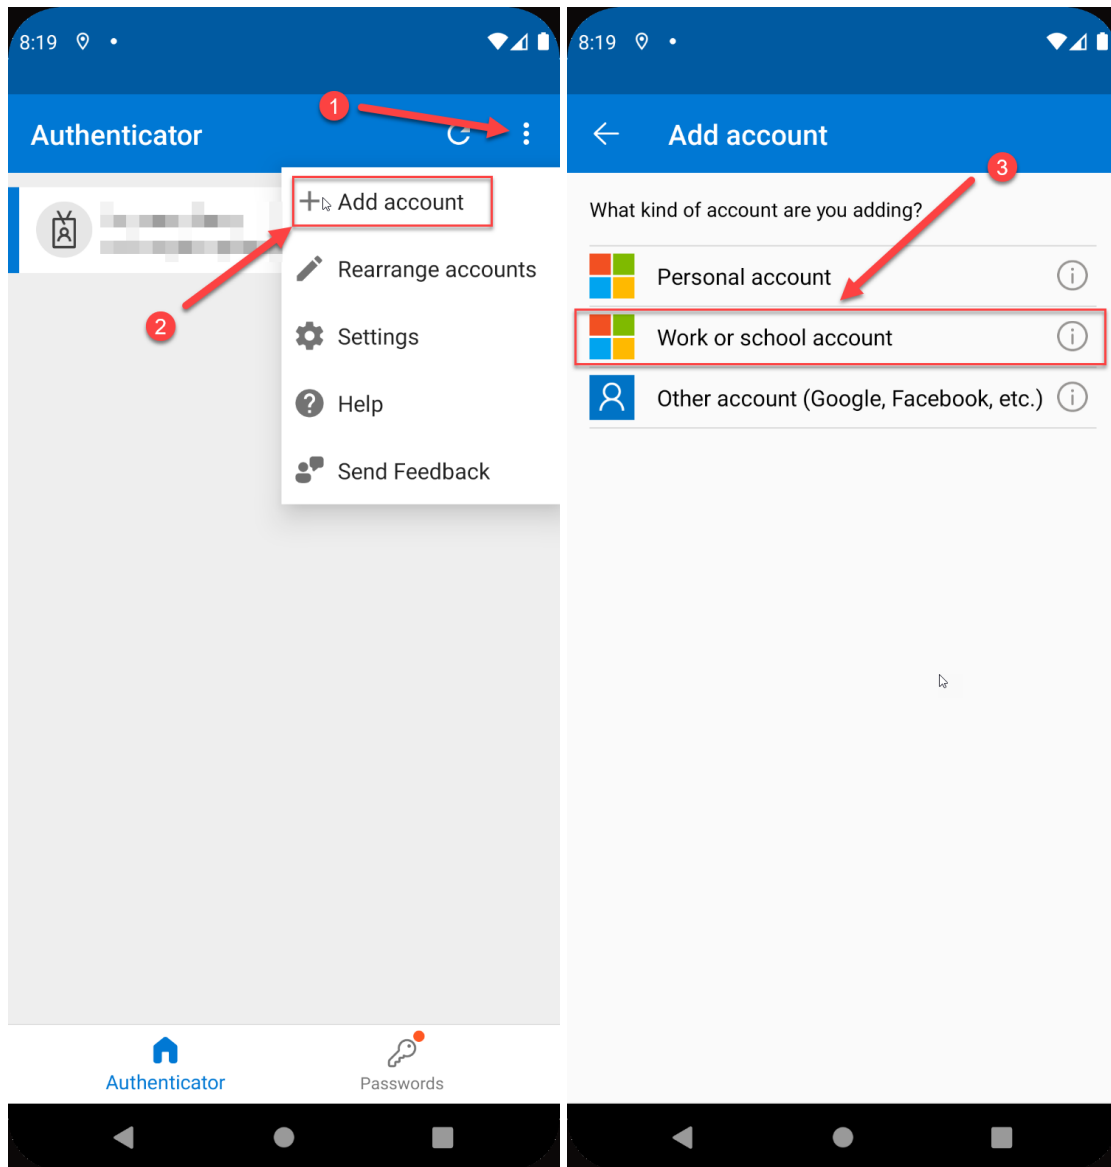 8:19
Authenticator
1
Add account
2
Rearrange accounts
Settings
Help
Send Feedback
Authenticator
Passwords
8:19
Add account
3
What kind of account are you adding?
Personal account
Work or school account
Other account (Google, Facebook, etc.)